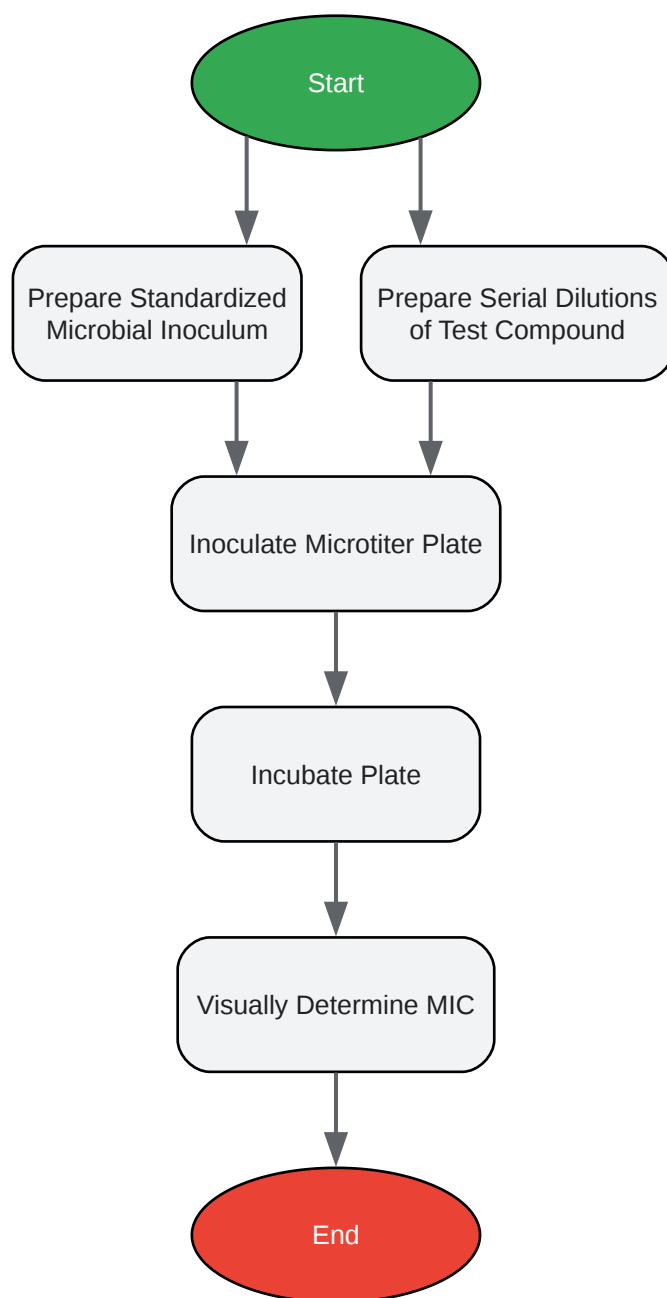 Start
Prepare Standardized
Microbial Inoculum
Prepare Serial Dilutions
of Test Compound
Inoculate Microtiter Plate
Incubate Plate
Visually Determine MIC
End